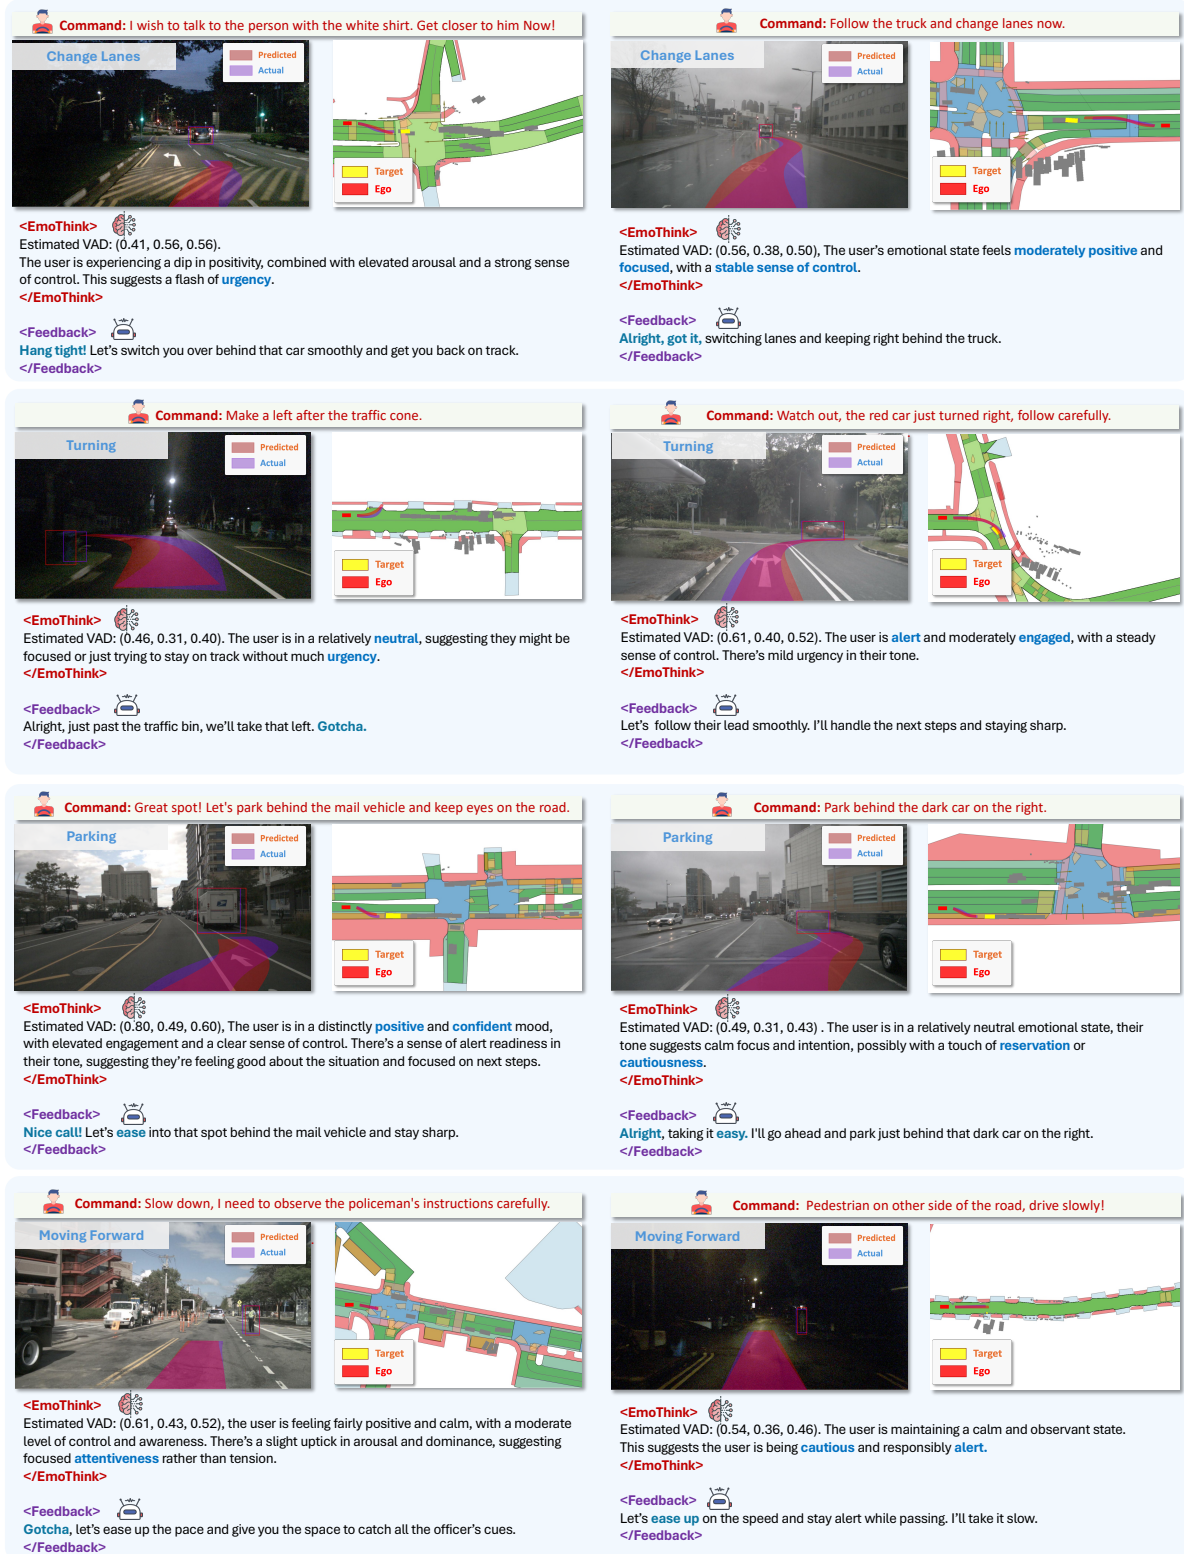 Command: I wish to talk to the person with the white shirt. Get closer to him Now!
Change Lanes
Predicted
Actual
Target
Ego
<EmoThink>
Estimated VAD: (0.41, 0.56, 0.56).
The user is experiencing a dip in positivity, combined with elevated arousal and a strong sense
of control. This suggests a flash of urgency.
</EmoThink>
<Feedback>
Hang tight! Let's switch you over behind that car smoothly and get you back on track.
</Feedback>
Command: Follow the truck and change lanes now.
Change Lanes
Predicted
Actual
Target
Ego
<EmoThink>
Estimated VAD: (0.56, 0.38, 0.50), The user's emotional state feels moderately positive and
focused, with a stable sense of control.
</EmoThink>
<Feedback>
Alright, got it, switching lanes and keeping right behind the truck.
</Feedback>
Command: Make a left after the traffic cone.
Turning
Predicted
Actual
Target
Ego
<EmoThink>
Estimated VAD: (0.46, 0.31, 0.40). The user is in a relatively neutral, suggesting they might be
focused or just trying to stay on track without much urgency.
</EmoThink>
<Feedback>
Alright, just past the traffic bin, we'll take that left. Gotcha.
</Feedback>
Command: Watch out, the red car just turned right, follow carefully.
Turning
Predicted
Actual
Target
Ego
<EmoThink>
Estimated VAD: (0.61, 0.40, 0.52). The user is alert and moderately engaged, with a steady
sense of control. There's mild urgency in their tone.
</EmoThink>
<Feedback>
Let's follow their lead smoothly. I'll handle the next steps and staying sharp.
</Feedback>
Command: Great spot! Let's park behind the mail vehicle and keep eyes on the road.
Parking
Predicted
Actual
Target
Ego
<EmoThink>
Estimated VAD: (0.80, 0.49, 0.60), The user is in a distinctly positive and confident mood,
with elevated engagement and a clear sense of control. There's a sense of alert readiness in
their tone, suggesting they're feeling good about the situation and focused on next steps.
</EmoThink>
<Feedback>
Nice call! Let's ease into that spot behind the mail vehicle and stay sharp.
</Feedback>
Command: Park behind the dark car on the right.
Parking
Predicted
Actual
Target
Ego
<EmoThink>
Estimated VAD: (0.49, 0.31, 0.43) . The user is in a relatively neutral emotional state, their
tone suggests calm focus and intention, possibly with a touch of reservation or
cautiousness.
</EmoThink>
<Feedback>
Alright, taking it easy. I'll go ahead and park just behind that dark car on the right.
</Feedback>
Command: Slow down, I need to observe the policeman's instructions carefully.
Moving Forward
Predicted
Actual
Target
Ego
<EmoThink>
Estimated VAD: (0.61, 0.43, 0.52), the user is feeling fairly positive and calm, with a moderate
level of control and awareness. There's a slight uptick in arousal and dominance, suggesting
focused attentiveness rather than tension.
</EmoThink>
<Feedback>
Gotcha, let's ease up the pace and give you the space to catch all the officer's cues.
</Feedback>
Command: Pedestrian on other side of the road, drive slowly!
Moving Forward
Predicted
Actual
Target
Ego
<EmoThink>
Estimated VAD: (0.54, 0.36, 0.46). The user is maintaining a calm and observant state.
This suggests the user is being cautious and responsibly alert.
</EmoThink>
<Feedback>
Let's ease up on the speed and stay alert while passing. I'll take it slow.
</Feedback>